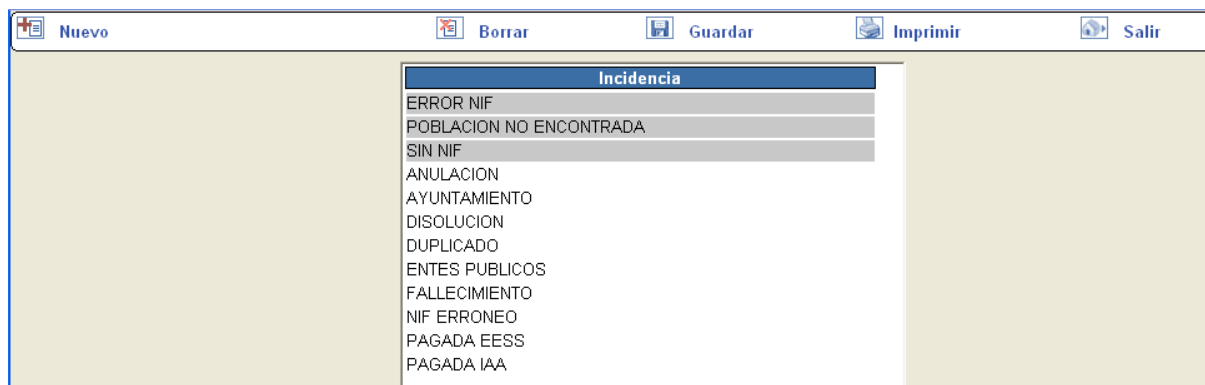 Nuevo Borrar Guardar Imprimir Salir
Incidencia
ERROR NIF
POBLACION NO ENCONTRADA
SIN NIF
ANULACION
AYUNTAMIENTO
DISOLUCION
DUPLICADO
ENTES PUBLICOS
FALLECIMIENTO
NIF ERRONEO
PAGADA EESS
PAGADA IAA